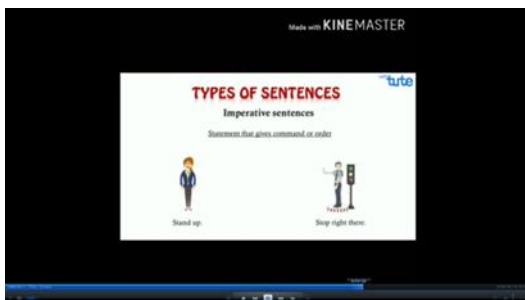 Made with KINEMASTER
tute
TYPES OF SENTENCES
Imperative sentences
Statement that gives command or order
Stand up.
Stop right there.